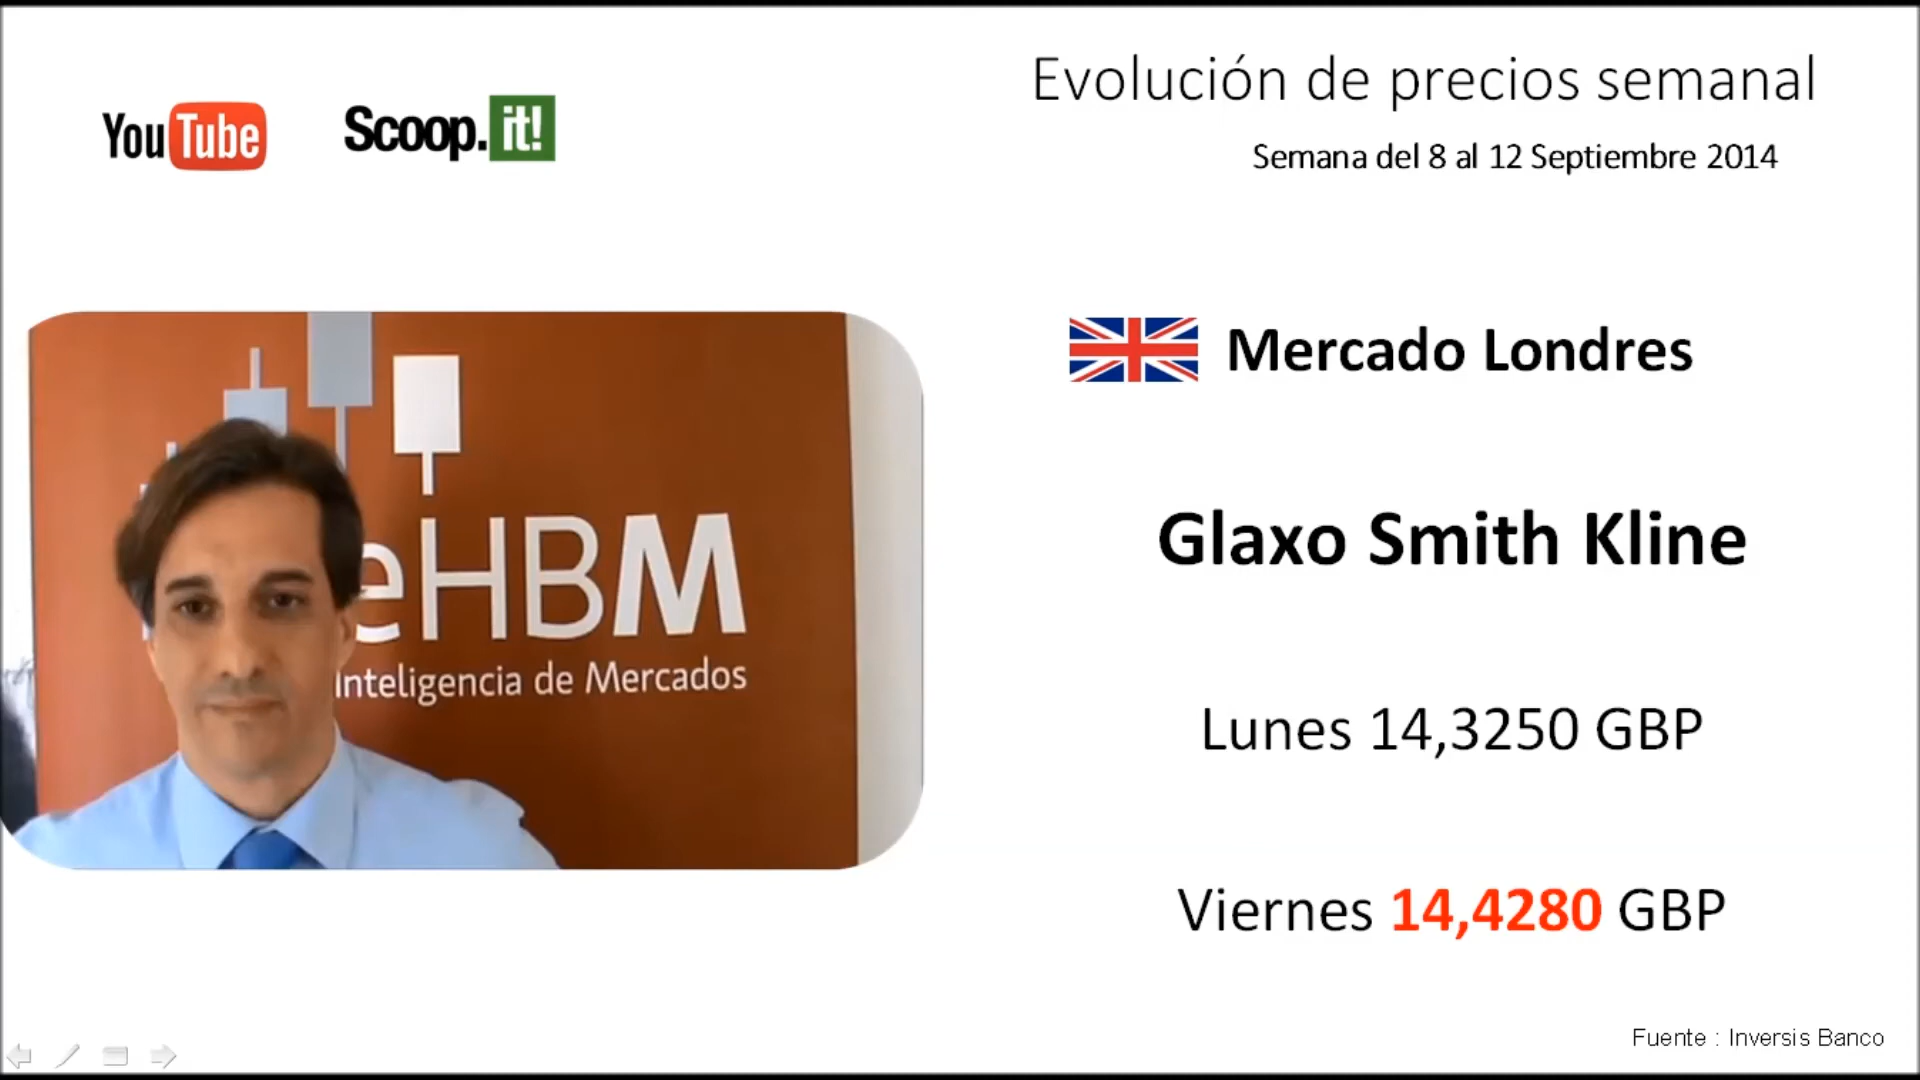 YouTube
Scoop.it!
Evolución de precios semanal
Semana del 8 al 12 Septiembre 2014
eHBM
Inteligencia de Mercados
Mercado Londres
Glaxo Smith Kline
Lunes 14,3250 GBP
Viernes 14,4280 GBP
Fuente : Inversis Banco